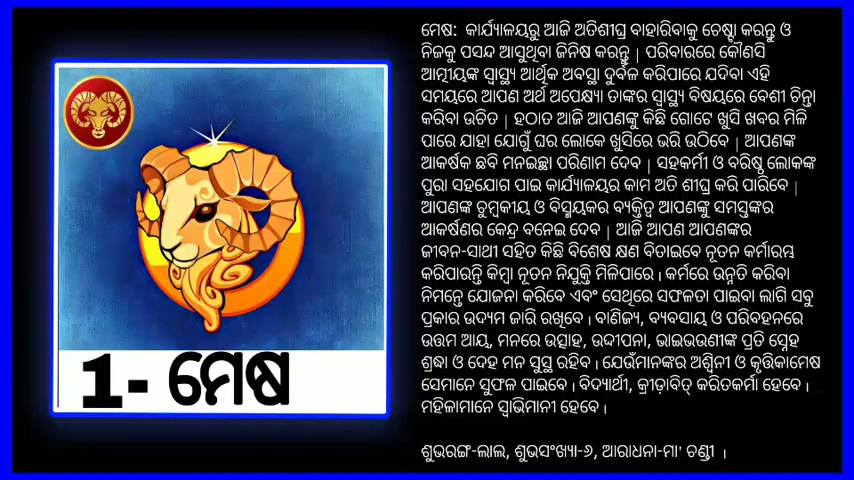 ମେଷ: କାର୍ଯ୍ୟାଳୟରୁ ଆଜି ଅତିଶୀଘ୍ର ବାହାରିବାକୁ ଚେଷ୍ଟା କରନ୍ତୁ ଓ
ନିଜକୁ ପସନ୍ଦ ଆସୁଥିବା ଜିନିଷ କରନ୍ତୁ | ପରିବାରରେ କୌଣସି
ଆତ୍ମୀୟଙ୍କ ସ୍ୱାସ୍ଥ୍ୟ ଆର୍ଥିକ ଅବସ୍ଥା ଦୁର୍ବଳ କରିପାରେ ଯଦିବା ଏହି
ସମୟରେ ଆପଣ ଅର୍ଥ ଅପେକ୍ଷ୍ୟା ତାଙ୍କର ସ୍ୱାସ୍ଥ୍ୟ ବିଷୟରେ ବେଶୀ ଚିନ୍ତା
କରିବା ଉଚିତ | ହଠାତ ଆଜି ଆପଣଙ୍କୁ କିଛି ଗୋଟେ ଖୁସି ଖବର ମିଳି
ପାରେ ଯାହା ଯୋଗୁଁ ଘର ଲୋକେ ଖୁସିରେ ଭରି ଉଠିବେ | ଆପଣଙ୍କ
ଆକର୍ଷକ ଛବି ମନଇଚ୍ଛା ପରିଣାମ ଦେବ | ସହକର୍ମୀ ଓ ବରିଷ୍ଠ ଲୋକଙ୍କ
ପୁରା ସହଯୋଗ ପାଇ କାର୍ଯ୍ୟାଳୟର କାମ ଅତି ଶୀଘ୍ର କରି ପାରିବେ |
ଆପଣଙ୍କ ଚୁମ୍ବକୀୟ ଓ ବିସ୍ମୟକର ବ୍ୟକ୍ତିତ୍ୱ ଆପଣଙ୍କୁ ସମସ୍ତଙ୍କର
ଆକର୍ଷଣର କେନ୍ଦ୍ର ବନେଇ ଦେବ | ଆଜି ଆପଣ ଆପଣଙ୍କର
ଜୀବନ-ସାଥୀ ସହିତ କିଛି ବିଶେଷ କ୍ଷଣ ବିତାଇବେ ନୂତନ କର୍ମାରମ୍ଭ
କରିପାରନ୍ତି କିମ୍ବା ନୂତନ ନିଯୁକ୍ତି ମିଳିପାରେ। କର୍ମରେ ଉନ୍ନତି କରିବା
ନିମନ୍ତେ ଯୋଜନା କରିବେ ଏବଂ ସେଥିରେ ସଫଳତା ପାଇବା ଲାଗି ସବୁ
ପ୍ରକାର ଉଦ୍ୟମ ଜାରି ରଖିବେ। ବାଣିଜ୍ୟ, ବ୍ୟବସାୟ ଓ ପରିବହନରେ
ଉତ୍ତମ ଆୟ, ମନରେ ଉତ୍ସାହ, ଉଦ୍ଦୀପନା, ଭାଇଭଉଣୀଙ୍କ ପ୍ରତି ସ୍ନେହ
ଶ୍ରଦ୍ଧା ଓ ଦେହ ମନ ସୁସ୍ଥ ରହିବ। ଯେଉଁମାନଙ୍କର ଅଶ୍ୱିନୀ ଓ କୃତ୍ତିକାମେଷ
ସେମାନେ ସୁଫଳ ପାଇବେ। ବିଦ୍ୟାର୍ଥୀ, କ୍ରୀଡ଼ାବିତ୍ କରିତକର୍ମା ହେବେ।
ମହିଳାମାନେ ସ୍ୱାଭିମାନୀ ହେବେ।
ଶୁଭରଙ୍ଗ-ଲାଲ, ଶୁଭସଂଖ୍ୟା-୬, ଆରାଧନା-ମା' ଚଣ୍ଡୀ ।
1- ମେଷ